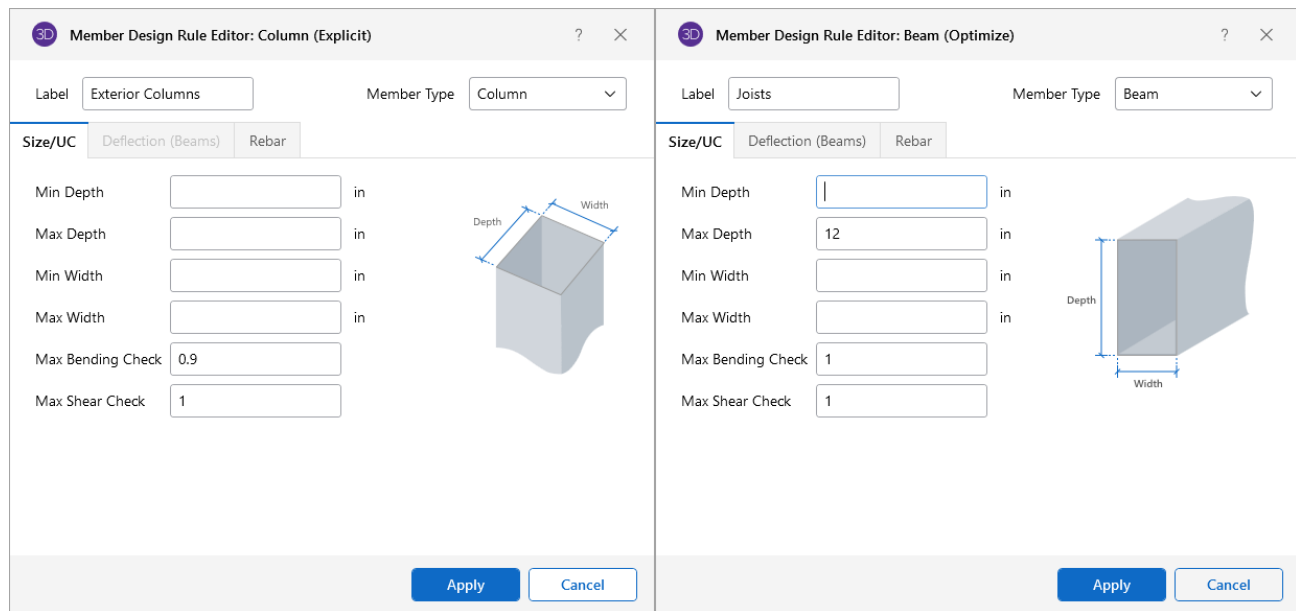 3D Member Design Rule Editor: Column (Explicit) ?
Label Exterior Columns Member Type Column
Size/UC Deflection (Beams) Rebar
Min Depth in
Max Depth in
Min Width in
Max Width in
Max Bending Check 0.9
Max Shear Check 1
Depth Width
Apply Cancel
3D Member Design Rule Editor: Beam (Optimize) ?
Label Joists Member Type Beam
Size/UC Deflection (Beams) Rebar
Min Depth in
Max Depth 12 in
Min Width in
Max Width in
Max Bending Check 1
Max Shear Check 1
Depth
Width
Apply Cancel